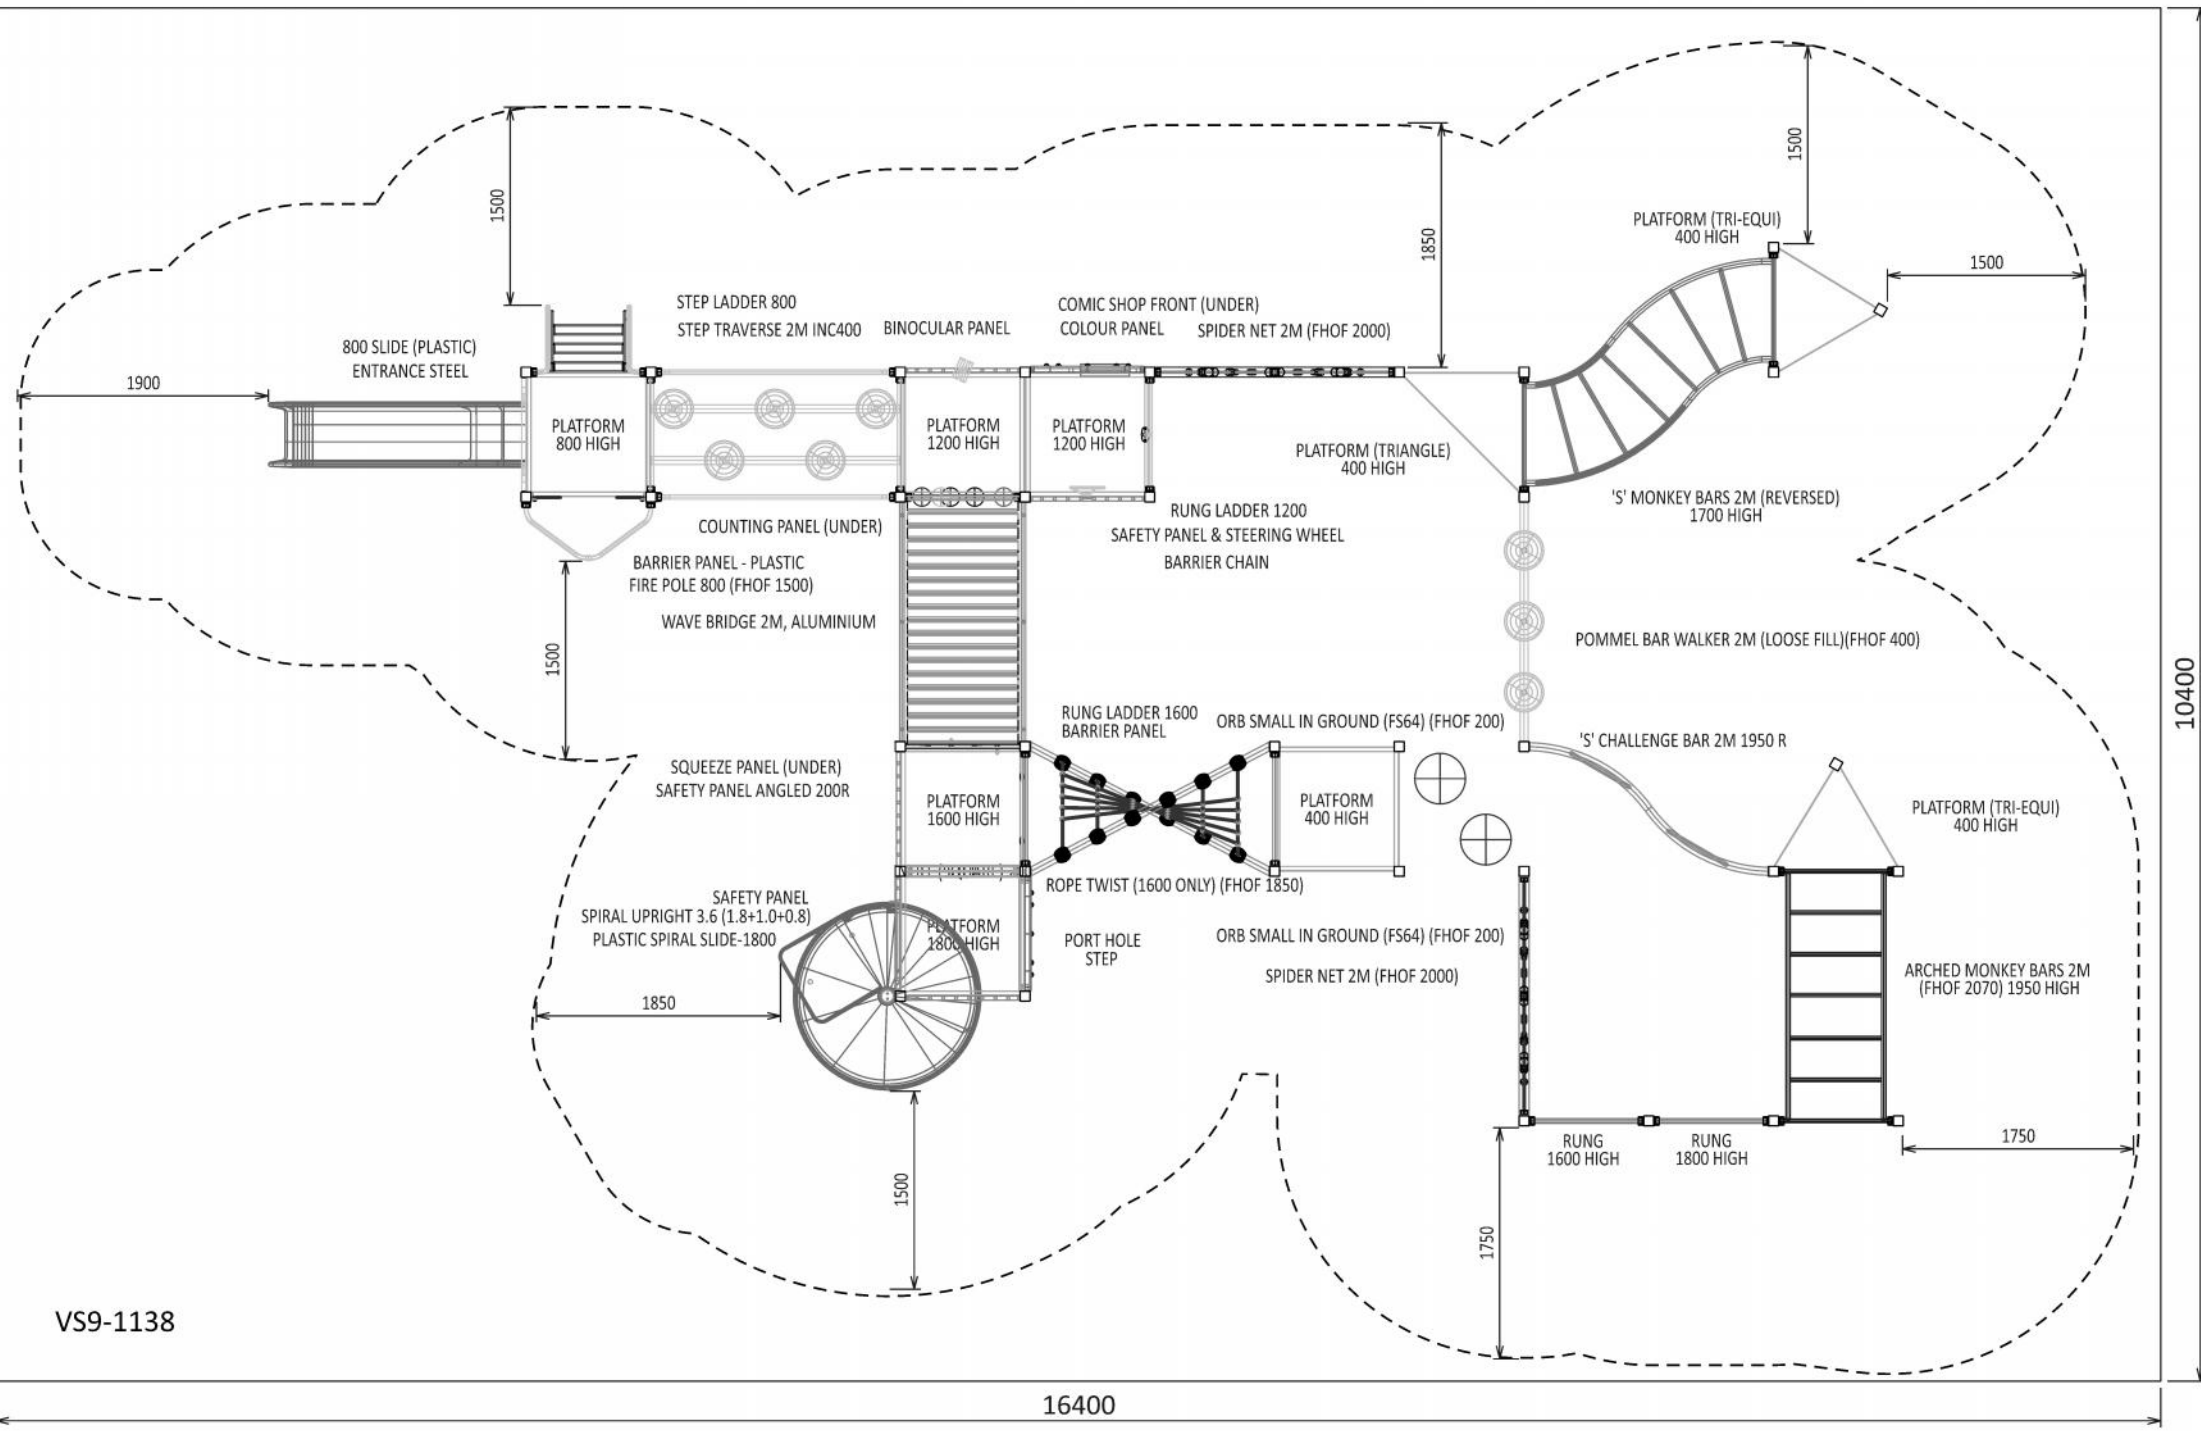 1500
1500
1850
PLATFORM (TRI-EQUI)
400 HIGH
1500
STEP LADDER 800
STEP TRAVERSE 2M INC400
BINOCULAR PANEL
COMIC SHOP FRONT (UNDER)
COLOUR PANEL
SPIDER NET 2M (FHOF 2000)
800 SLIDE (PLASTIC)
ENTRANCE STEEL
1900
PLATFORM
800 HIGH
PLATFORM
1200 HIGH
PLATFORM
1200 HIGH
PLATFORM (TRIANGLE)
400 HIGH
'S' MONKEY BARS 2M (REVERSED)
1700 HIGH
COUNTING PANEL (UNDER)
RUNG LADDER 1200
SAFETY PANEL & STEERING WHEEL
BARRIER CHAIN
BARRIER PANEL - PLASTIC
FIRE POLE 800 (FHOF 1500)
WAVE BRIDGE 2M, ALUMINIUM
1500
POMMEL BAR WALKER 2M (LOOSE FILL)(FHOF 400)
10400
RUNG LADDER 1600
BARRIER PANEL
ORB SMALL IN GROUND (FS64) (FHOF 200)
'S' CHALLENGE BAR 2M 1950 R
SQUEEZE PANEL (UNDER)
SAFETY PANEL ANGLED 200R
PLATFORM
1600 HIGH
PLATFORM
400 HIGH
PLATFORM (TRI-EQUI)
400 HIGH
ROPE TWIST (1600 ONLY) (FHOF 1850)
SAFETY PANEL
SPIRAL UPRIGHT 3.6 (1.8+1.0+0.8)
PLASTIC SPIRAL SLIDE-1800
PLATFORM
1800 HIGH
PORT HOLE
STEP
ORB SMALL IN GROUND (FS64) (FHOF 200)
SPIDER NET 2M (FHOF 2000)
ARCHED MONKEY BARS 2M
(FHOF 2070) 1950 HIGH
1850
RUNG
1600 HIGH
RUNG
1800 HIGH
1750
1500
1750
VS9-1138
16400